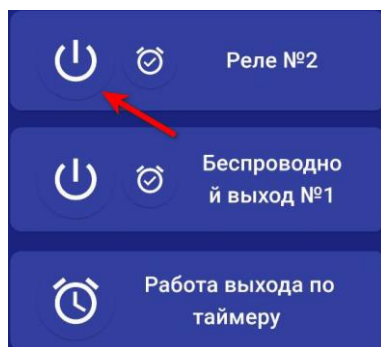 Реле №2
Беспроводно
й выход №1
Работа выхода по
таймеру